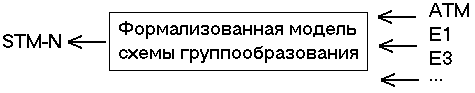 STM-N
Формализованная модель
схемы группообразования
ATM
E1
E3
...